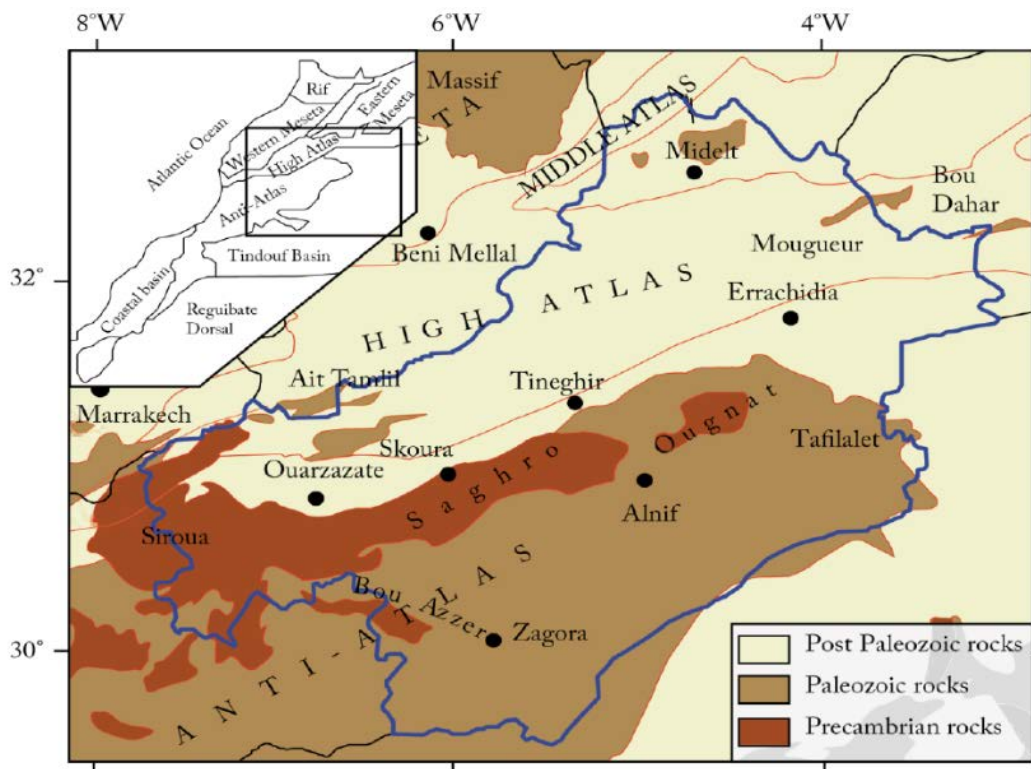 8°W
6°W
4°W
32°
30°
Rif
Western Meseta
Eastern
Meseta
Atlantic Ocean
High Atlas
Anti-Atlas
Tindouf Basin
Coastal basin
Reguibate
Dorsal
Massif
ETA
MIDDLE ATLAS
Midelt
Bou
Dahar
Beni Mellal
Mougueur
HIGH ATLAS
Errachidia
Ait Tamlil
Tineghir
Marrakech
Skoura
Ougnat
Tafilalet
Ouarzazate
Saghro
Alnif
Siroua
Bou Azzer
Zagora
ANTI-ATLAS
Post Paleozoic rocks
Paleozoic rocks
Precambrian rocks